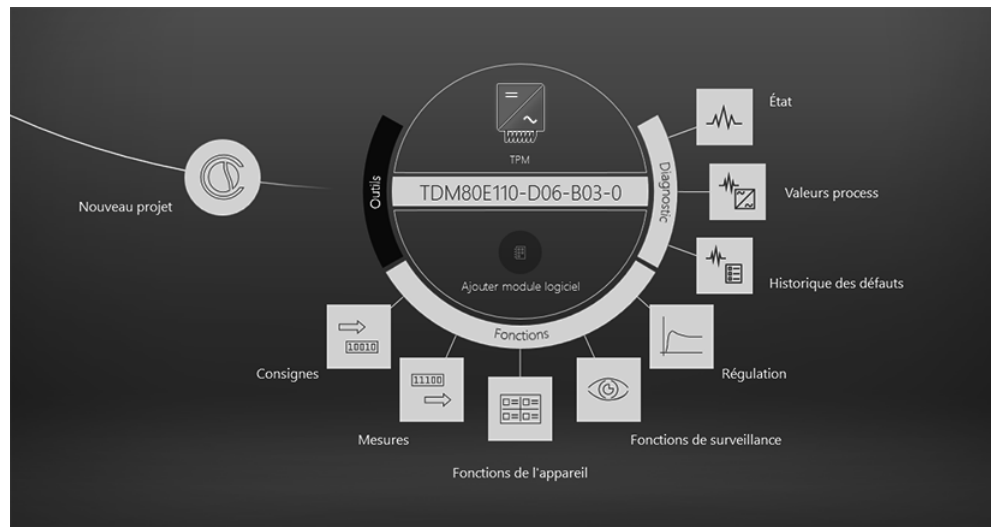 État
TPM
Outils
Diagnostic
TDM80E110-D06-B03-0
Valeurs process
Nouveau projet
Ajouter module logiciel
Historique des défauts
Fonctions
10010
Consignes
11100
Régulation
Mesures
Fonctions de surveillance
Fonctions de l'appareil